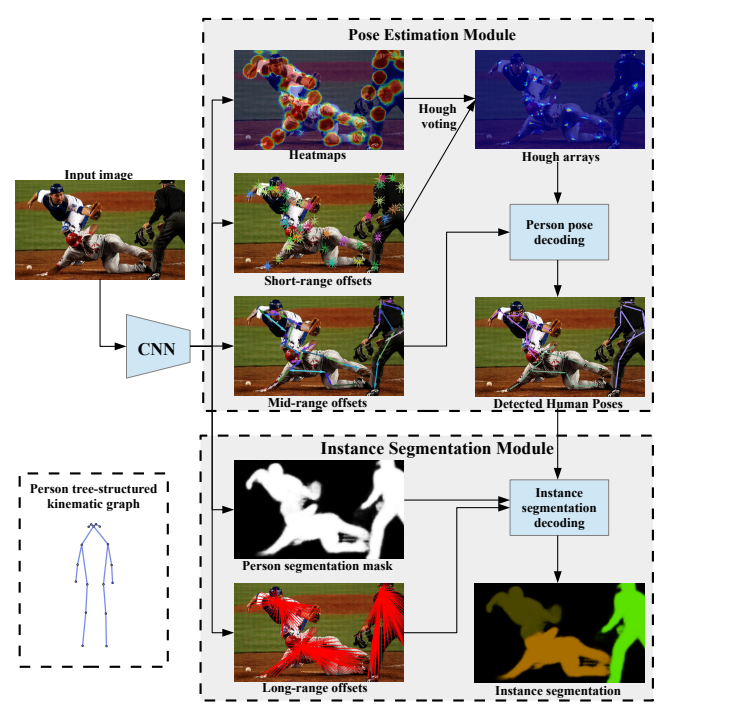 Pose Estimation Module
Heatmaps
Hough
voting
Hough arrays
Input image
Short-range offsets
Person pose
decoding
CNN
Mid-range offsets
Detected Human Poses
Instance Segmentation Module
Person tree-structured
kinematic graph
Person segmentation mask
Instance
segmentation
decoding
Long-range offsets
Instance segmentation